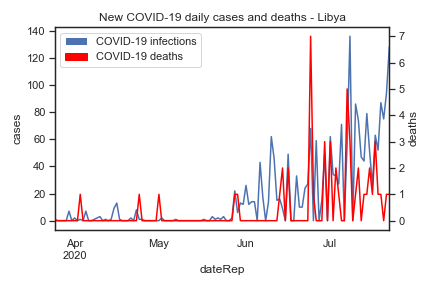 New COVID-19 daily cases and deaths - Libya
COVID-19 infections
COVID-19 deaths
cases
140
120
100
80
60
40
20
0
deaths
7
6
5
4
3
2
1
0
Apr
2020
May
Jun
Jul
dateRep